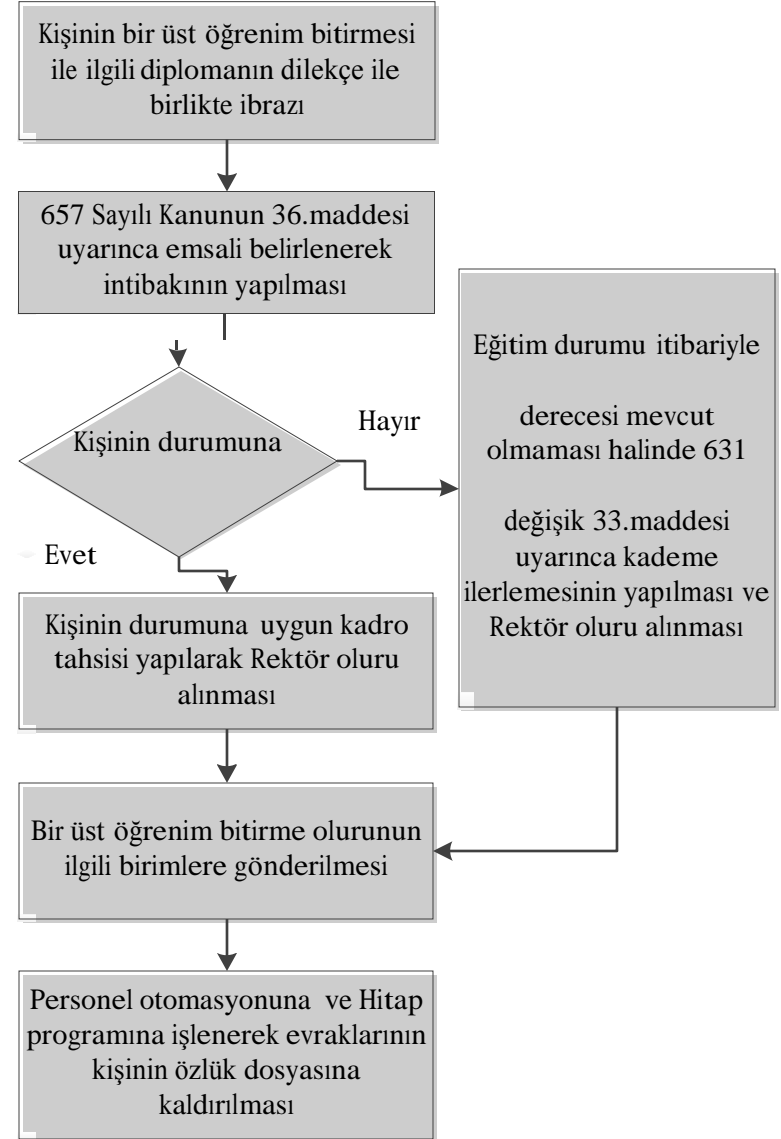 Kişinin bir üst öğrenim bitirmesi
ile ilgili diplomanın dilekçe ile
birlikte ibrazı
657 Sayılı Kanunun 36.maddesi
uyarınca emsali belirlenerek
intibakının yapılması
Kişinin durumuna
Hayır
Evet
Eğitim durumu itibariyle
derecesi mevcut
olmaması halinde 631
değişik 33.maddesi
uyarınca kademe
ilerlemesinin yapılması ve
Rektör oluru alınması
Kişinin durumuna uygun kadro
tahsisi yapılarak Rektör oluru
alınması
Bir üst öğrenim bitirme olurunun
ilgili birimlere gönderilmesi
Personel otomasyonuna ve Hitap
programına işlenerek evraklarının
kişinin özlük dosyasına
kaldırılması